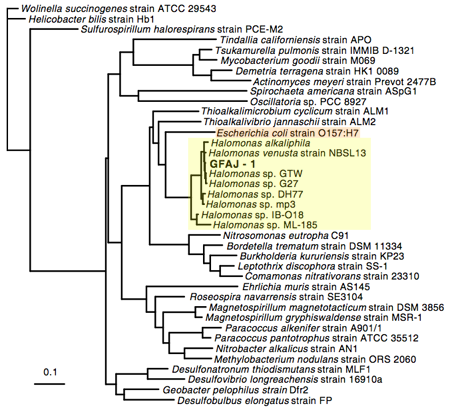 Wolinella succinogenes strain ATCC 29543
Helicobacter bilis strain Hb1
Sulfurospirillum halorespirans strain PCE-M2
Tindallia californiensis strain APO
Tsukamurella pulmonis strain IMMIB D-1321
Mycobacterium goodii strain M069
Demetria terragena strain HK1 0089
Actinomyces meyeri strain Prevot 2477B
Spirochaeta americana strain ASpG1
Oscillatoria sp. PCC 8927
Thioalkalimicrobium cyclicum strain ALM1
Thioalkalivibrio jannaschii strain ALM2
Escherichia coli strain O157:H7
Halomonas alkaliphila
Halomonas venusta strain NBSL13
GFAJ - 1
Halomonas sp. GTW
Halomonas sp. G27
Halomonas sp. DH77
Halomonas sp. mp3
Halomonas sp. IB-O18
Halomonas sp. ML-185
Nitrosomonas eutropha C91
Bordetella trematum strain DSM 11334
Burkholderia kururiensis strain KP23
Leptothrix discophora strain SS-1
Comamonas nitrativorans strain 23310
Ehrlichia muris strain AS145
Roseospira navarrensis strain SE3104
Magnetospirillum magnetotacticum strain DSM 3856
Magnetospirillum gryphiswaldense strain MSR-1
Paracoccus alkenifer strain A901/1
Paracoccus pantotrophus strain ATCC 35512
Nitrobacter alkalicus strain AN1
Methylobacterium nodulans strain ORS 2060
Desulfonatronum thiodismutans strain MLF1
Desulfovibrio longreachensis strain 16910a
Geobacter pelophilus strain Dfr2
Desulfobulbus elongatus strain FP
0.1